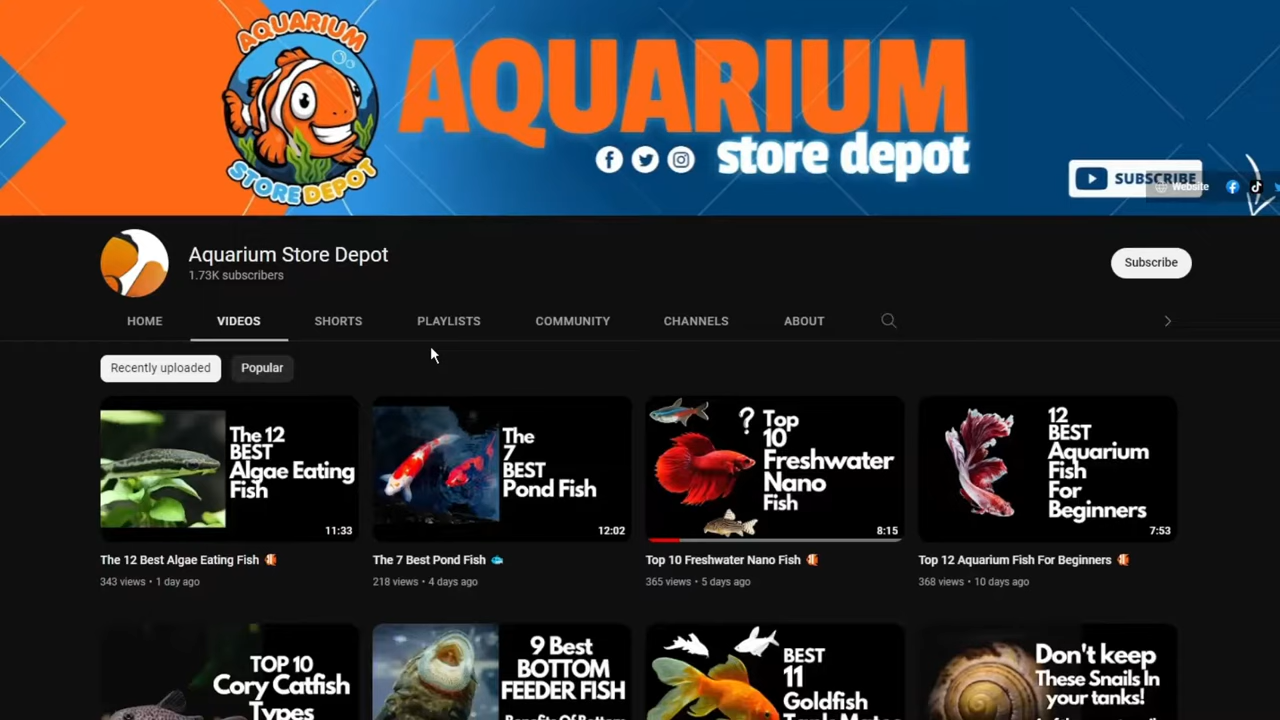 AQUARIUM
STORE DEPOT
AQUARIUM
store depot
SUBSCRIBE
Website
Aquarium Store Depot
1.73K subscribers
Subscribe
HOME
VIDEOS
SHORTS
PLAYLISTS
COMMUNITY
CHANNELS
ABOUT
Recently uploaded
Popular
The 12
BEST
Algae Eating
Fish
11:33
The
7
BEST
Pond Fish
12:02
?
Top
10
Freshwater
Nano
Fish
8:15
12
BEST
Aquarium
Fish
For
Beginners
7:53
The 12 Best Algae Eating Fish
343 views • 1 day ago
The 7 Best Pond Fish
218 views • 4 days ago
Top 10 Freshwater Nano Fish
365 views • 5 days ago
Top 12 Aquarium Fish For Beginners
368 views • 10 days ago
TOP 10
Cory Catfish
Types
9 Best
BOTTOM
FEEDER FISH
Benefits Of Bottom
BEST
11
Goldfish
Tank Mates
Don't keep
These Snails In
your tanks!